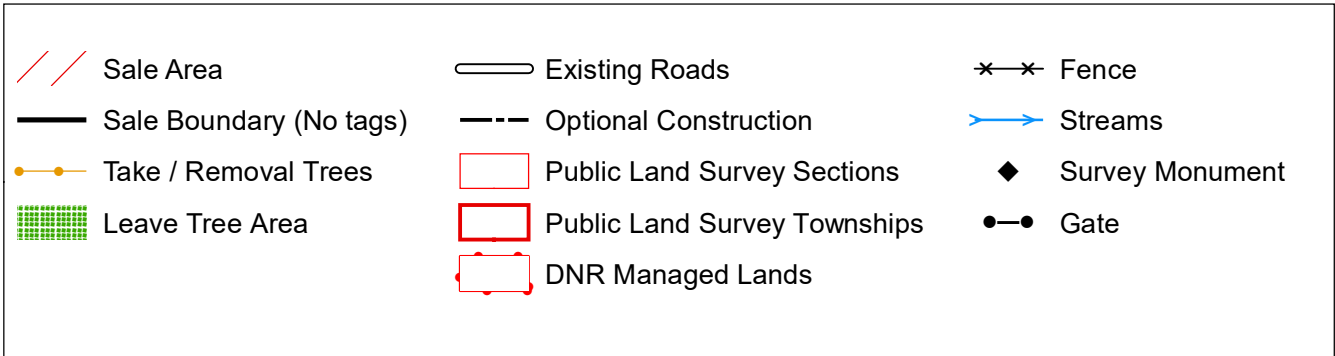 Sale Area
Sale Boundary (No tags)
Take / Removal Trees
Leave Tree Area
Existing Roads
Optional Construction
Public Land Survey Sections
Public Land Survey Townships
DNR Managed Lands
Fence
Streams
Survey Monument
Gate